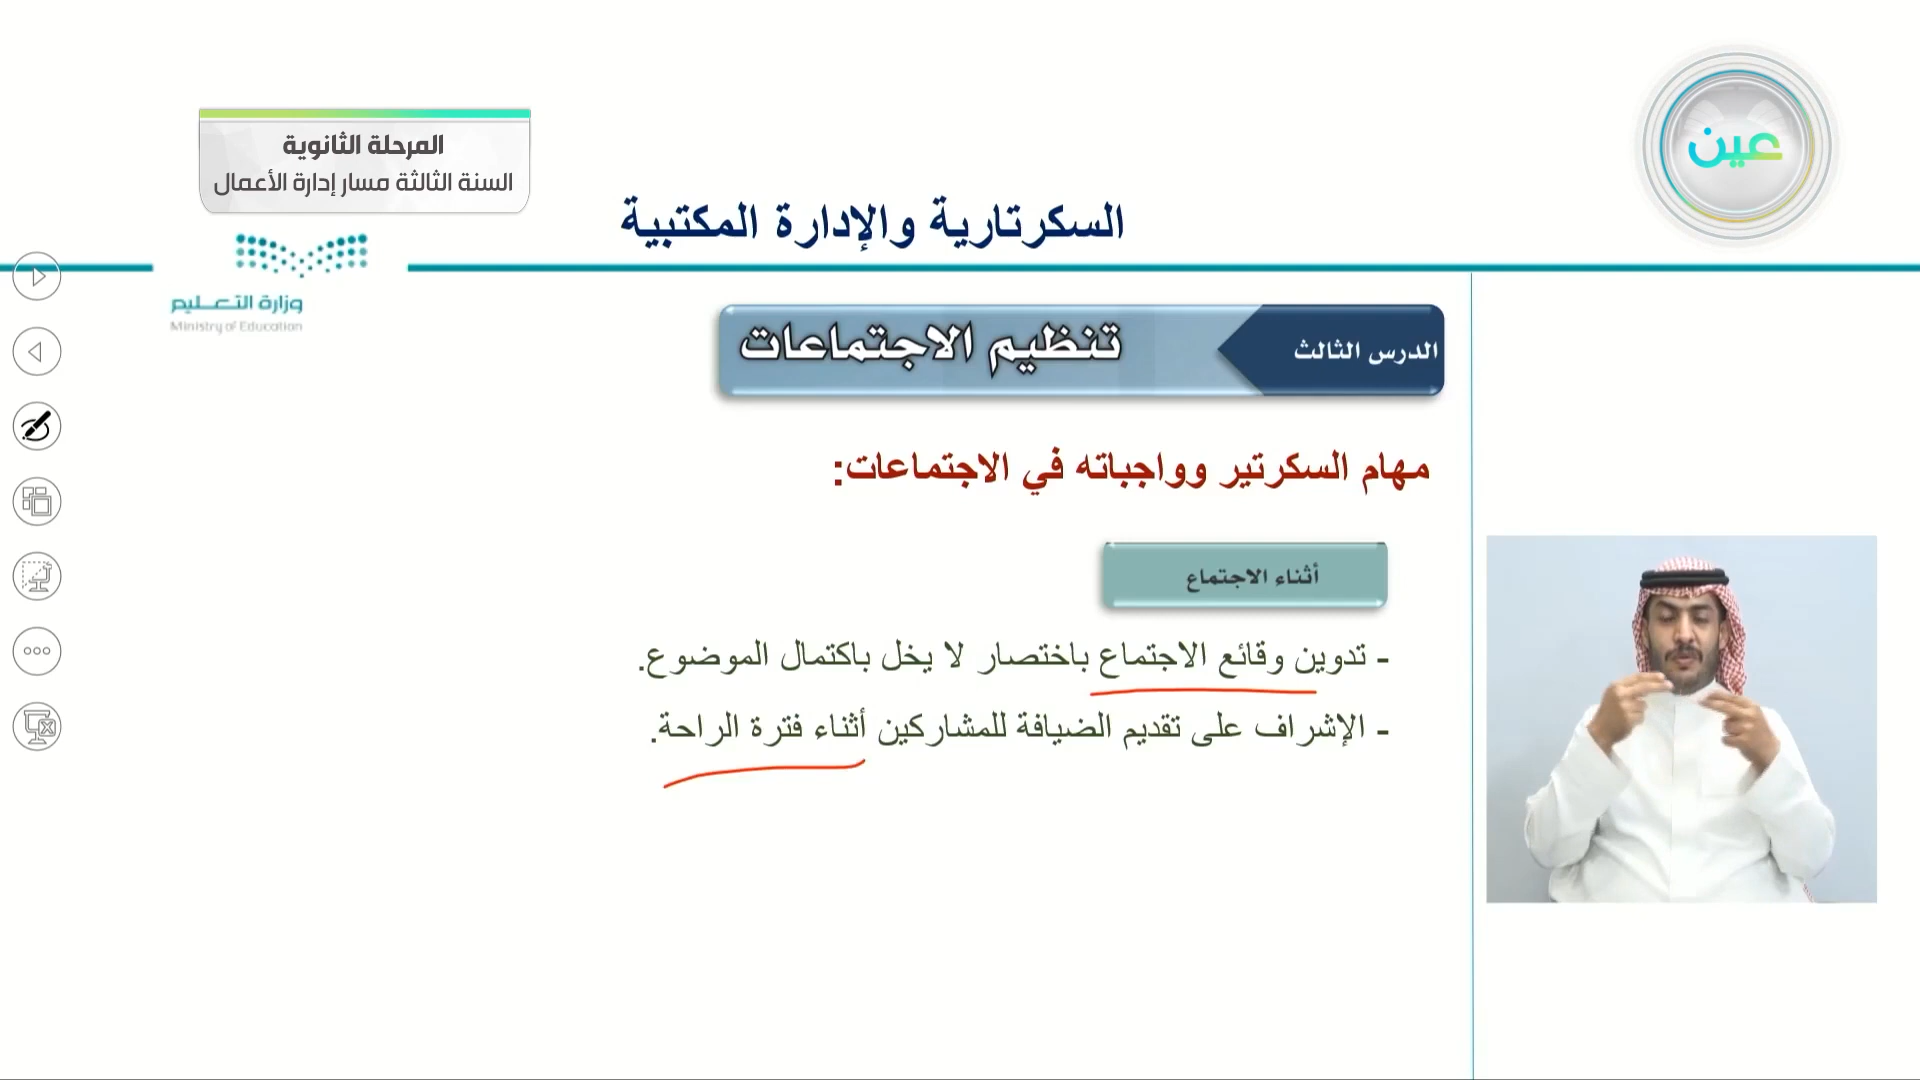 عين
المرحلة الثانوية
السنة الثالثة مسار إدارة الأعمال
السكرتارية والإدارة المكتبية
وزارة التعليم
Ministry of Education
الدرس الثالث
تنظيم الاجتماعات
مهام السكرتير وواجباته في الاجتماعات:
أثناء الاجتماع
- تدوين وقائع الاجتماع باختصار لا يخل باكتمال الموضوع.
- الإشراف على تقديم الضيافة للمشاركين أثناء فترة الراحة.